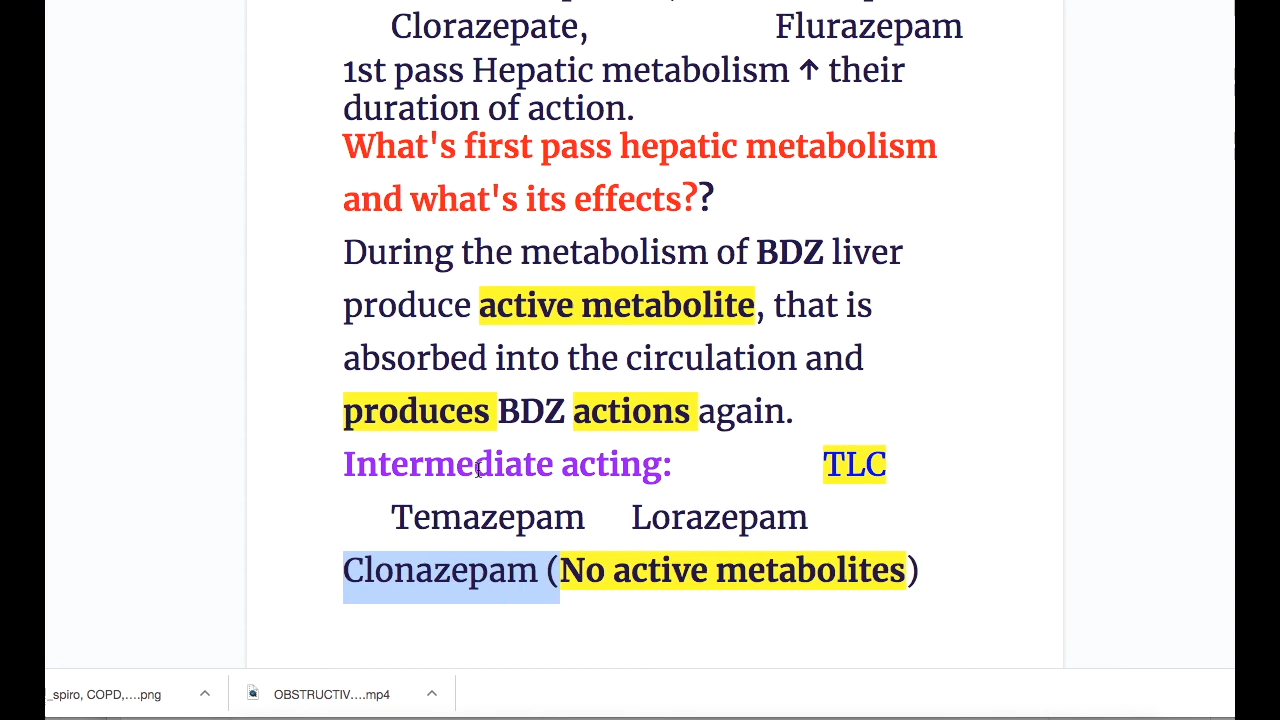 Clorazepate, Flurazepam
1st pass Hepatic metabolism ↑ their
duration of action.
What's first pass hepatic metabolism
and what's its effects??
During the metabolism of BDZ liver
produce active metabolite, that is
absorbed into the circulation and
produces BDZ actions again.
Intermediate acting: TLC
Temazepam Lorazepam
Clonazepam (No active metabolites)
_spiro, COPD,....png OBSTRUCTIV....mp4